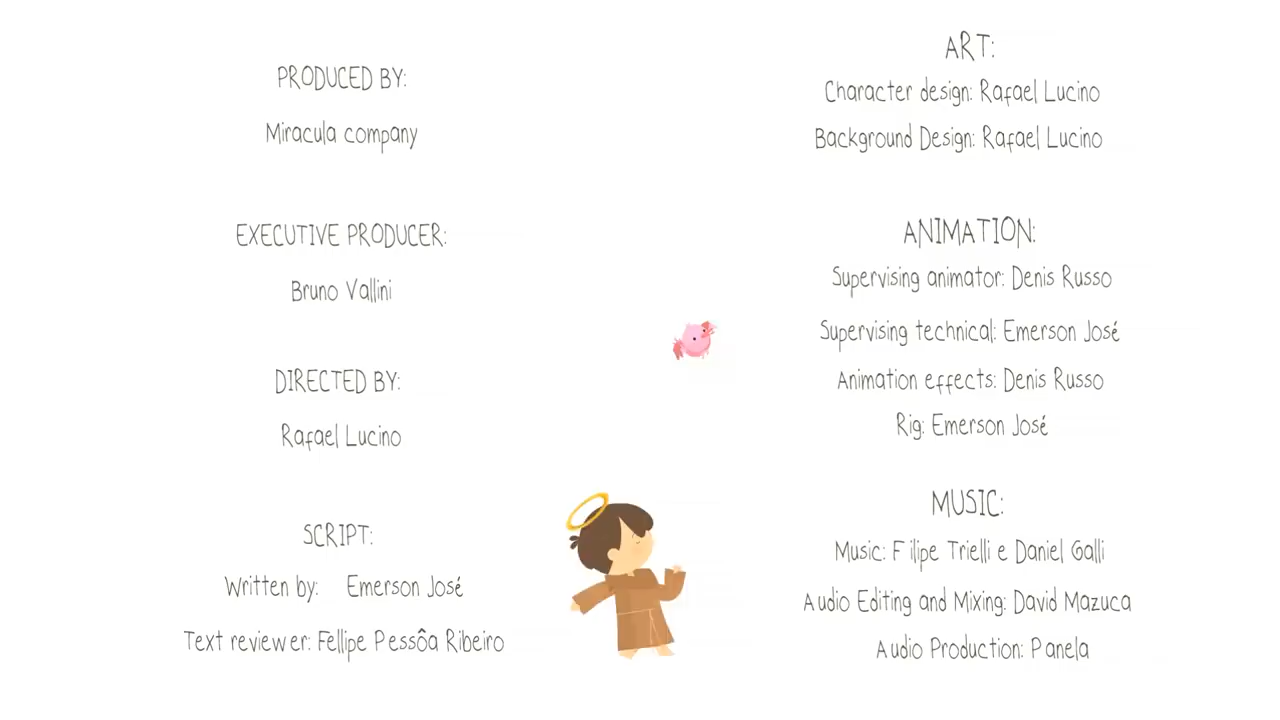 PRODUCED BY:
Miracula company
EXECUTIVE PRODUCER:
Bruno Vallini
DIRECTED BY:
Rafael Lucino
SCRIPT:
Written by: Emerson José
Text reviewer: Fellipe Pessôa Ribeiro
ART:
Character design: Rafael Lucino
Background Design: Rafael Lucino
ANIMATION:
Supervising animator: Denis Russo
Supervising technical: Emerson José
Animation effects: Denis Russo
Rig: Emerson José
MUSIC:
Music: Filipe Trielli e Daniel Galli
Audio Editing and Mixing: David Mazuca
Audio Production: Panela